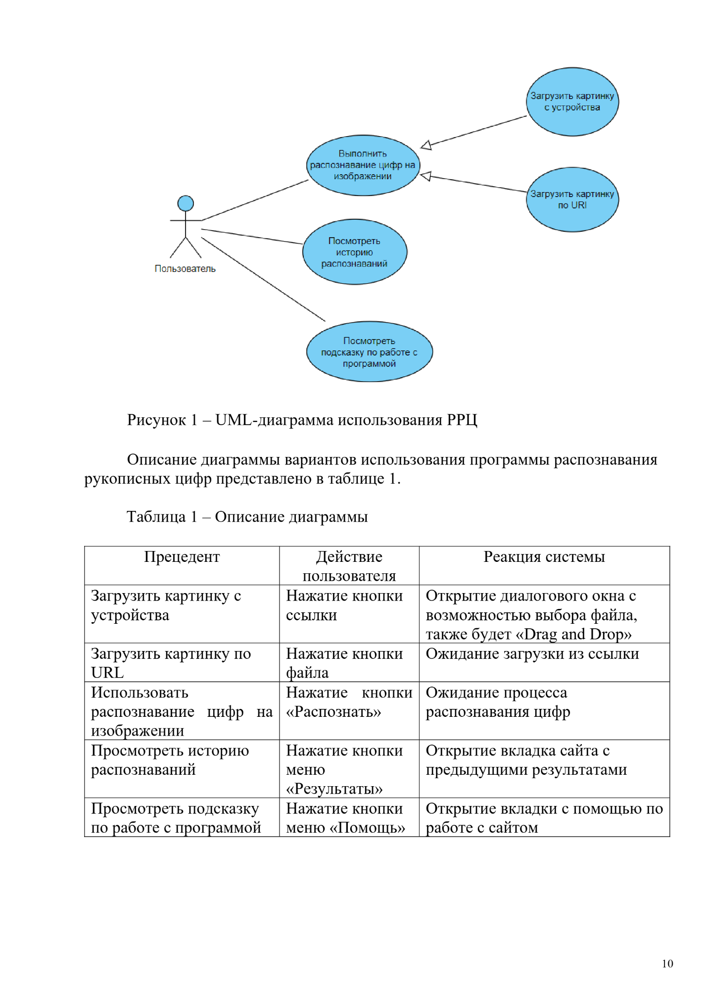 Загрузить картинку
с устройства
Выполнить
распознавание цифр на
изображении
Загрузить картинку
по URI
Посмотреть
историю
распознаваний
Пользователь
Посмотреть
подсказку по работе с
программой
Рисунок 1 – UML-диаграмма использования РРЦ
Описание диаграммы вариантов использования программы распознавания
рукописных цифр представлено в таблице 1.
Таблица 1 – Описание диаграммы
Прецедент
Действие
пользователя
Реакция системы
Загрузить картинку с
устройства
Нажатие кнопки
ссылки
Открытие диалогового окна с
возможностью выбора файла,
также будет «Drag and Drop»
Загрузить картинку по
URL
Нажатие кнопки
файла
Ожидание загрузки из ссылки
Использовать
распознавание цифр на
изображении
Нажатие кнопки
«Распознать»
Ожидание процесса
распознавания цифр
Просмотреть историю
распознаваний
Нажатие кнопки
меню
«Результаты»
Открытие вкладка сайта с
предыдущими результатами
Просмотреть подсказку
по работе с программой
Нажатие кнопки
меню «Помощь»
Открытие вкладки с помощью по
работе с сайтом
10